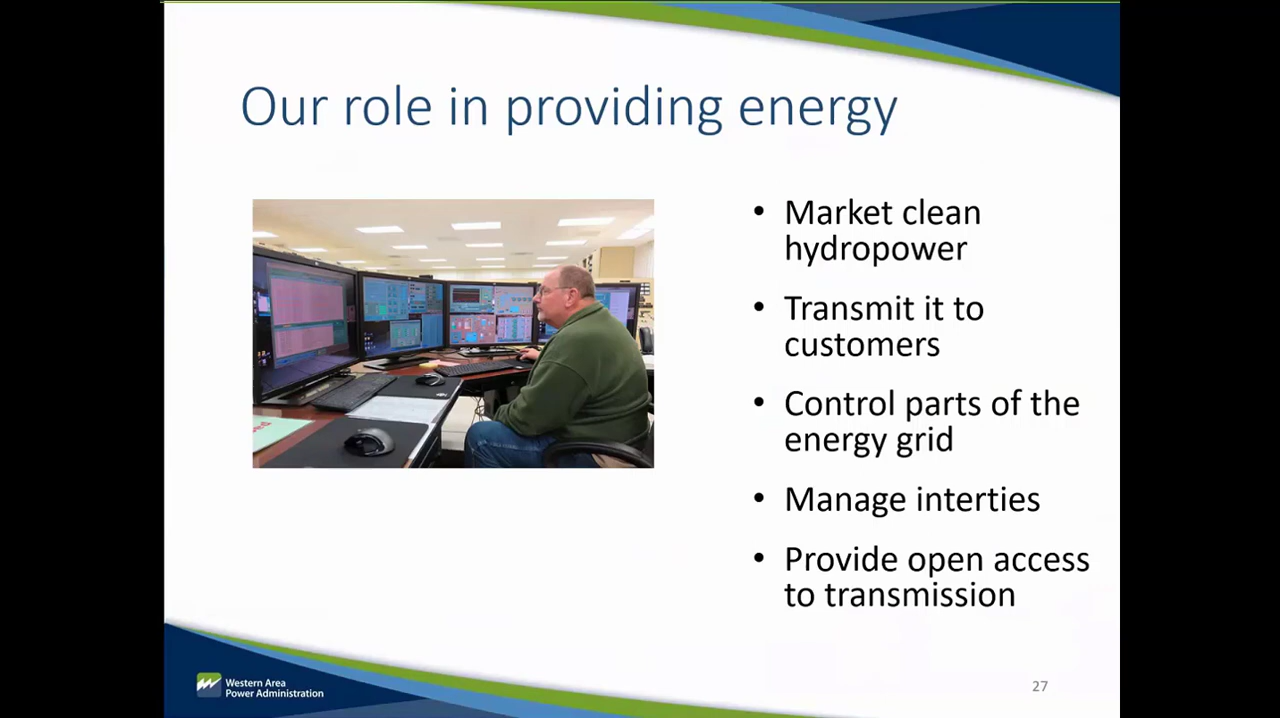 Our role in providing energy
• Market clean
hydropower
• Transmit it to
customers
• Control parts of the
energy grid
• Manage interties
• Provide open access
to transmission
Western Area
Power Administration
27